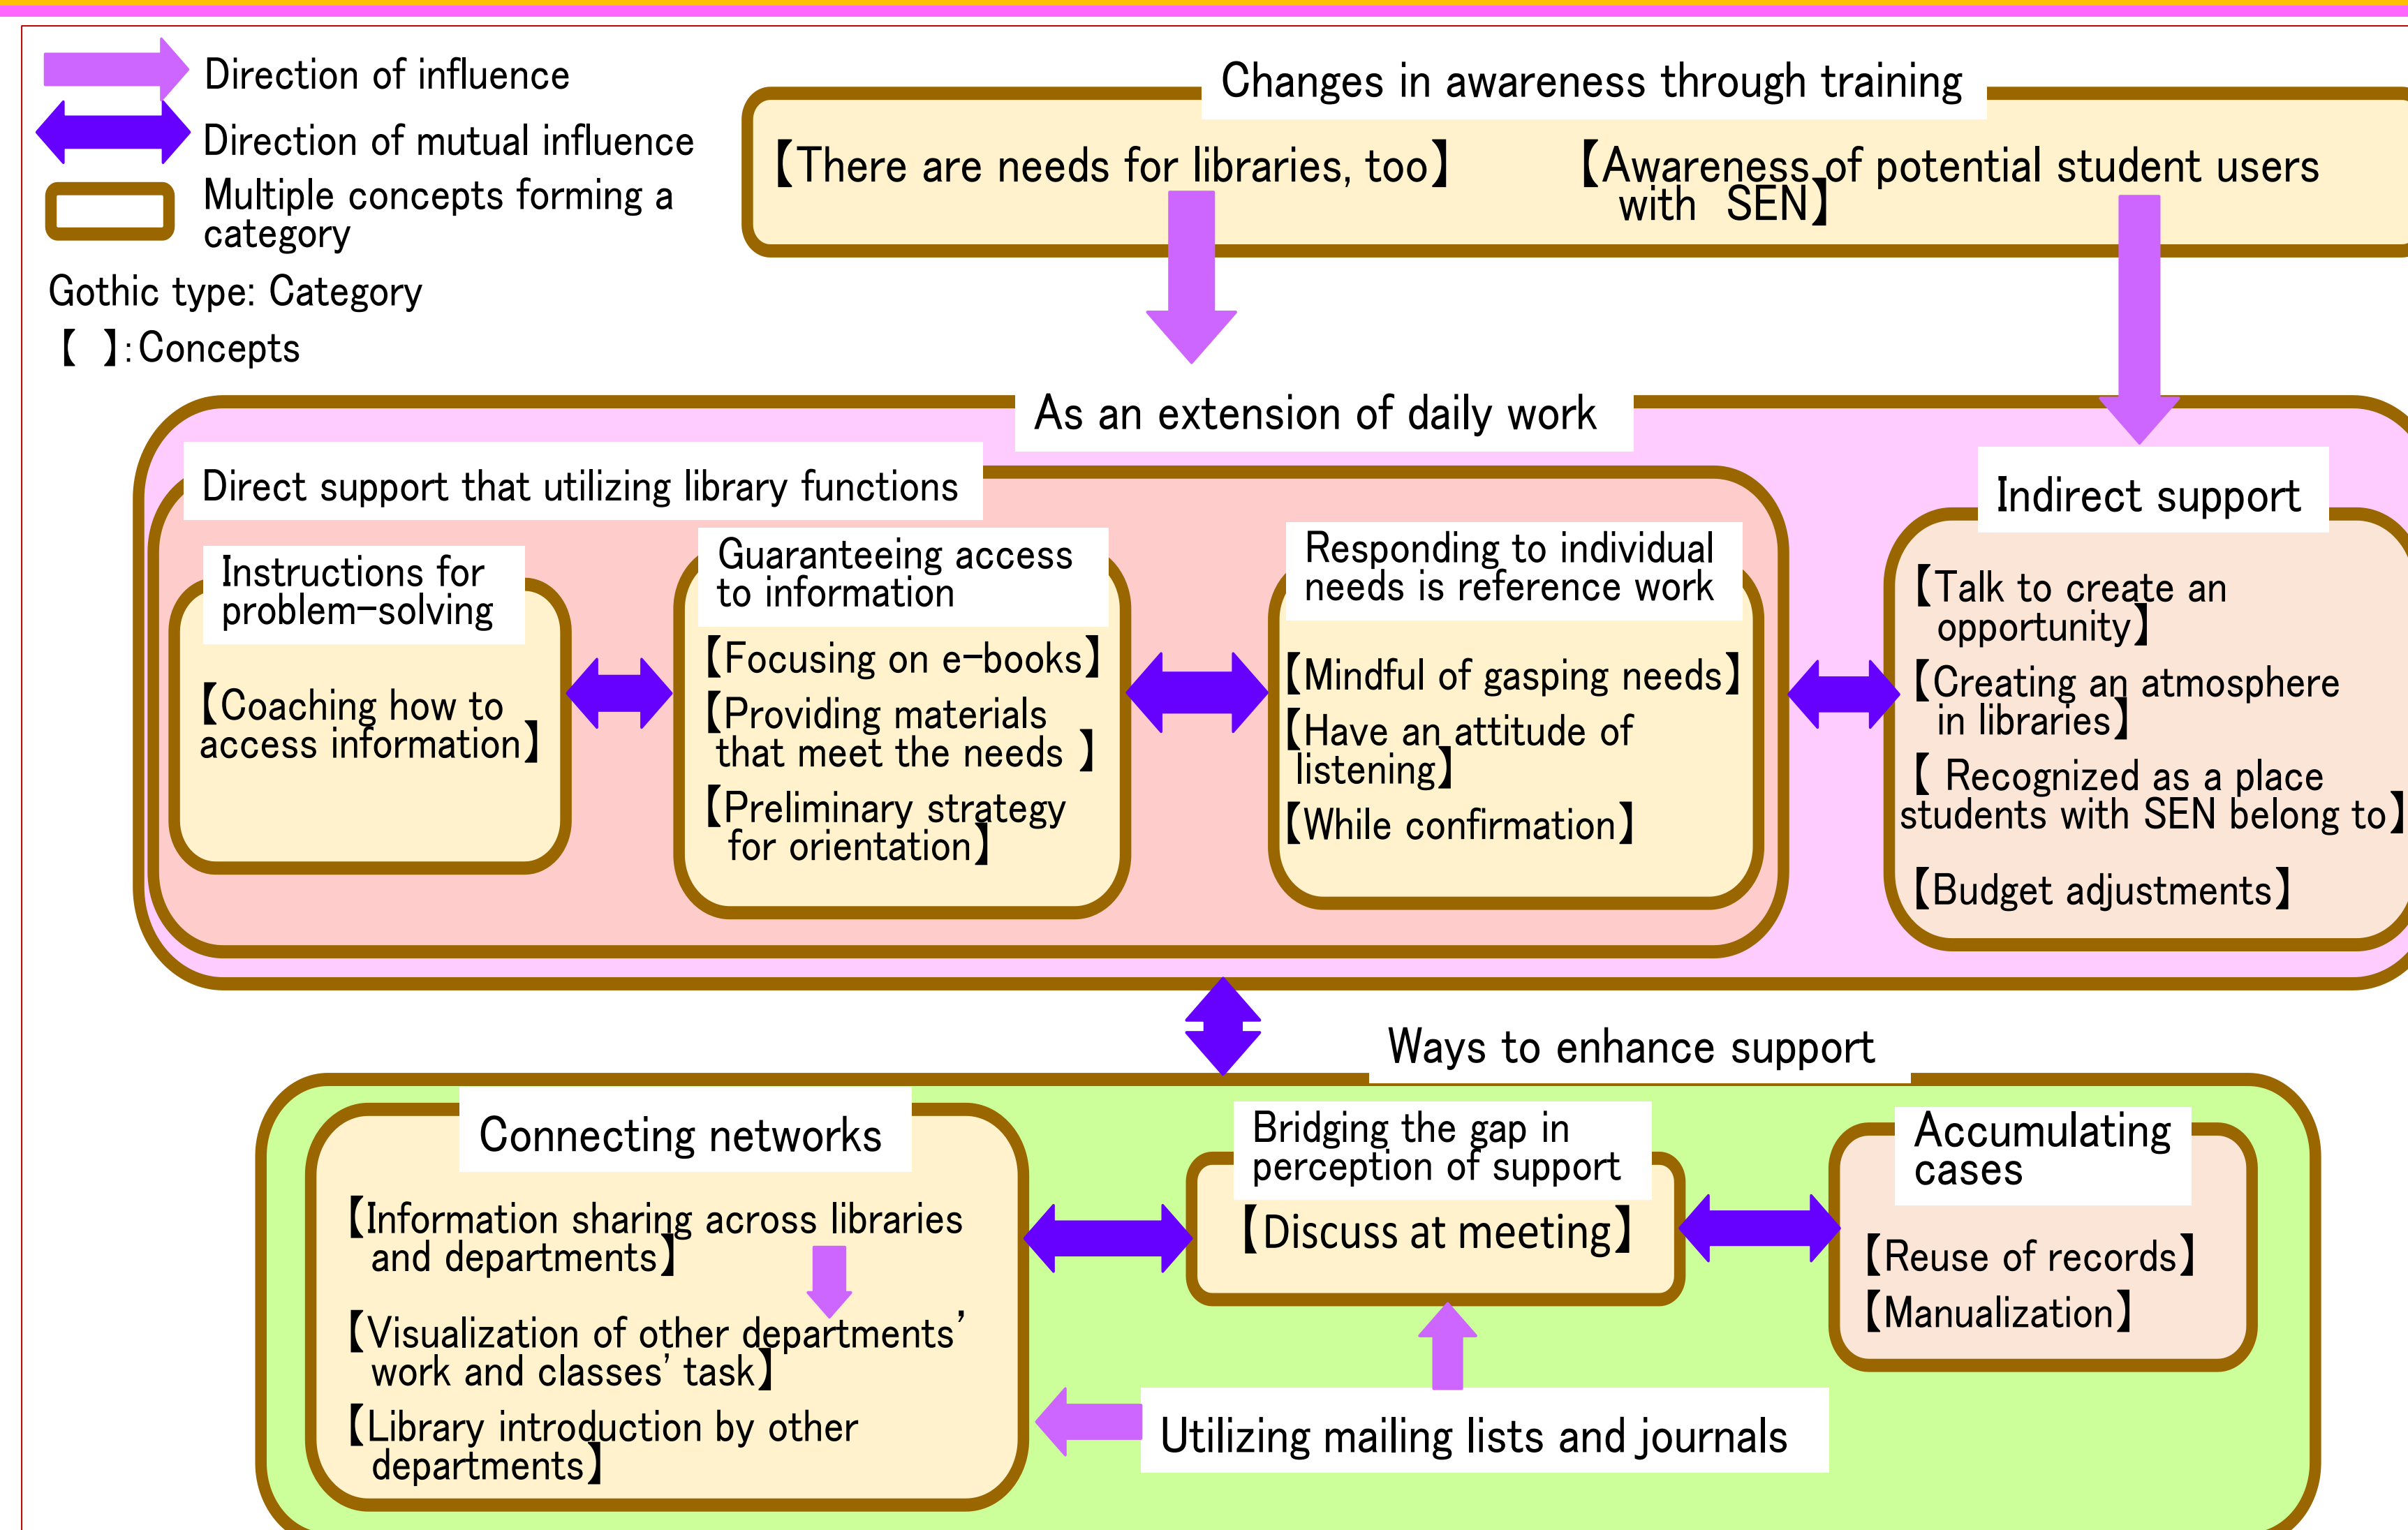 Direction of influence
Direction of mutual influence
Multiple concepts forming a
category
Gothic type: Category
【 】:Concepts
Changes in awareness through training
【There are needs for libraries, too】
【Awareness of potential student users
with SEN】
As an extension of daily work
Direct support that utilizing library functions
Instructions for
problem-solving
【Coaching how to
access information】
Guaranteeing access
to information
【Focusing on e-books】
【Providing materials
that meet the needs 】
【Preliminary strategy
for orientation】
Responding to individual
needs is reference work
【Mindful of gasping needs】
【Have an attitude of
listening】
【While confirmation】
Indirect support
【Talk to create an
opportunity】
【Creating an atmosphere
in libraries】
【 Recognized as a place
students with SEN belong to】
【Budget adjustments】
Ways to enhance support
Connecting networks
【Information sharing across libraries
and departments】
【Visualization of other departments’
work and classes’ task】
【Library introduction by other
departments】
Bridging the gap in
perception of support
【Discuss at meeting】
Accumulating
cases
【Reuse of records】
【Manualization】
Utilizing mailing lists and journals